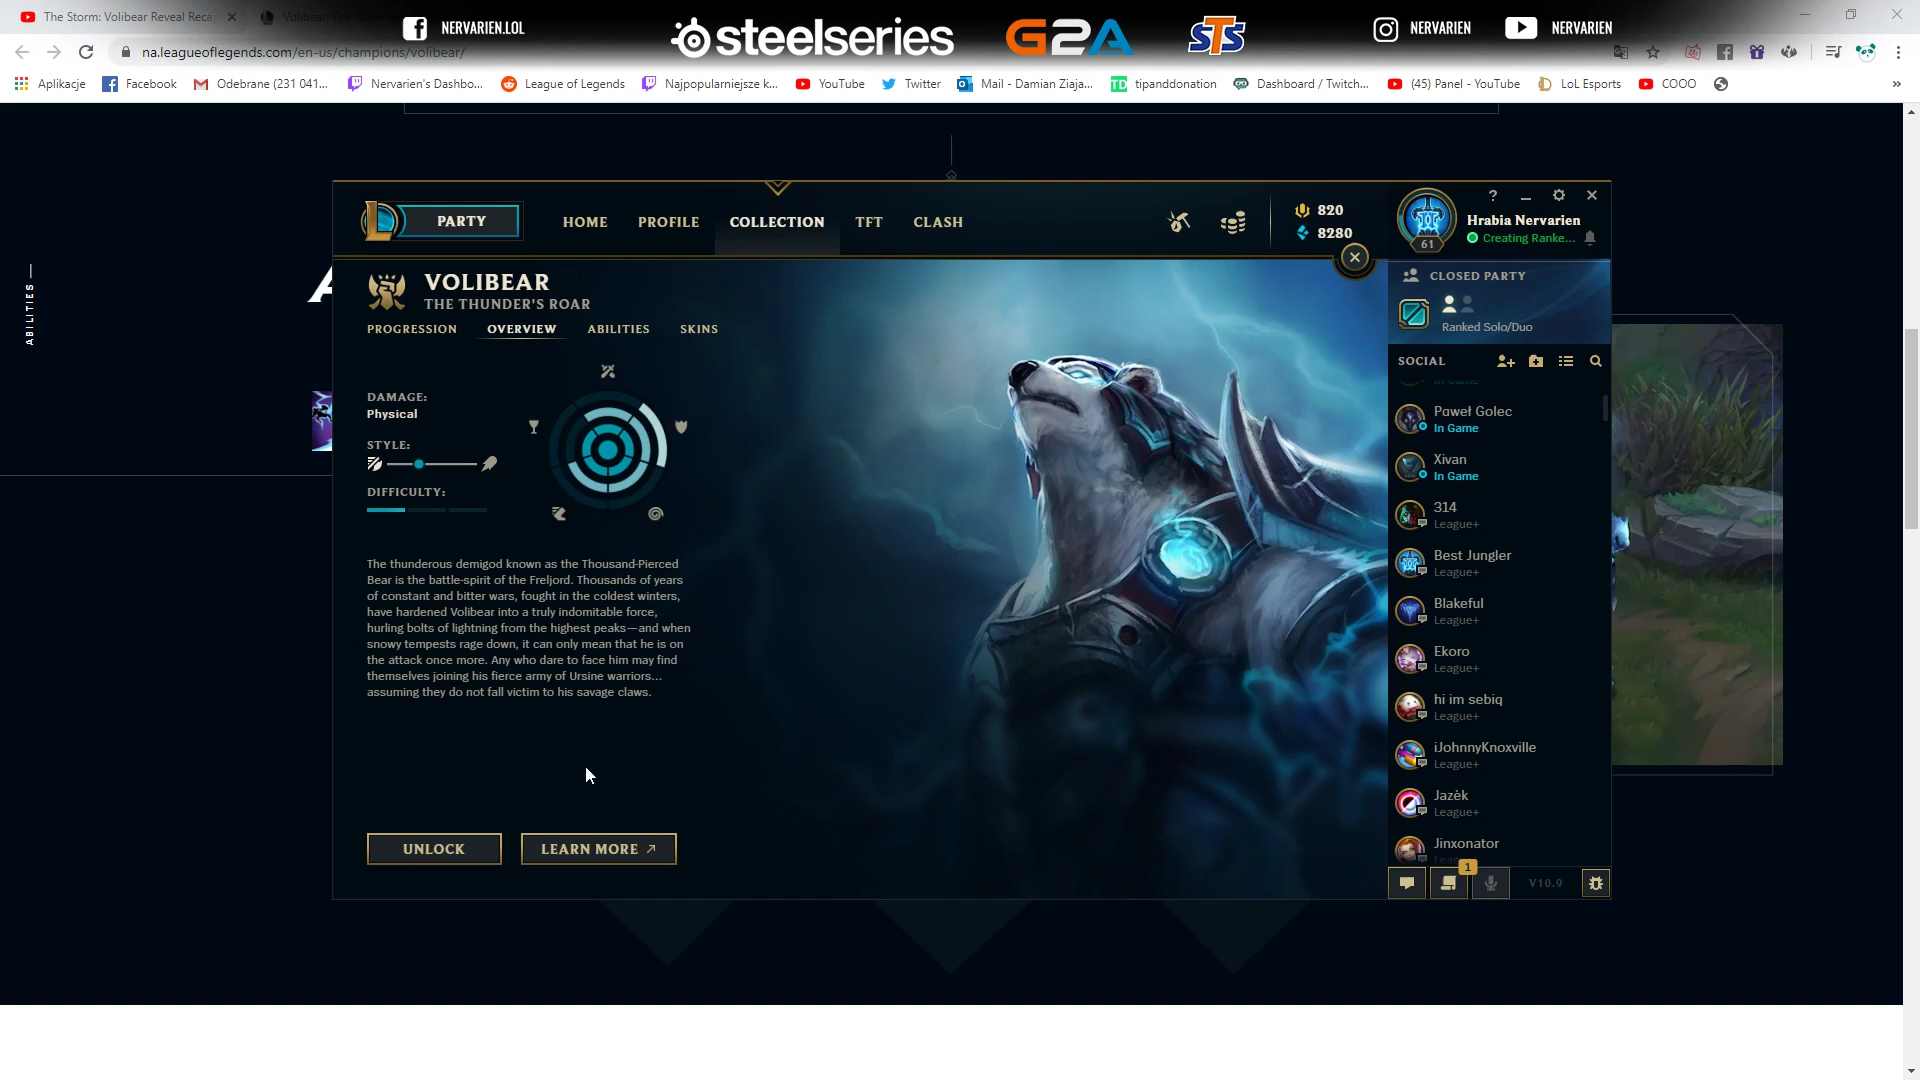 The Storm: Volibear Reveal Reca
Volibear, The
NERVARIEN.LOL
steelseries
G2A
STS
NERVARIEN
NERVARIEN
na.leagueoflegends.com/en-us/champions/volibear/
Aplikacje
Facebook
Odebrane (231 041...
Nervarien's Dashbo...
League of Legends
Najpopularniejsze k...
YouTube
Twitter
Mail - Damian Ziaja...
TD tipanddonation
Dashboard / Twitch...
(45) Panel - YouTube
LoL Esports
COOO
»
ABILITIES —
A
PARTY
HOME
PROFILE
COLLECTION
TFT
CLASH
820
8280
?
61
Hrabia Nervarien
Creating Ranke...
VOLIBEAR
THE THUNDER'S ROAR
PROGRESSION
OVERVIEW
ABILITIES
SKINS
DAMAGE:
Physical
STYLE:
DIFFICULTY:
The thunderous demigod known as the Thousand-Pierced
Bear is the battle-spirit of the Freljord. Thousands of years
of constant and bitter wars, fought in the coldest winters,
have hardened Volibear into a truly indomitable force,
hurling bolts of lightning from the highest peaks—and when
snowy tempests rage down, it can only mean that he is on
the attack once more. Any who dare to face him may find
themselves joining his fierce army of Ursine warriors...
assuming they do not fall victim to his savage claws.
UNLOCK
LEARN MORE
CLOSED PARTY
Ranked Solo/Duo
SOCIAL
In Game
Paweł Golec
In Game
Xivan
In Game
314
League+
Best Jungler
League+
Blakeful
League+
Ekoro
League+
hi im sebiq
League+
iJohnnyKnoxville
League+
Jazèk
League+
Jinxonator
League+
1
V10.9